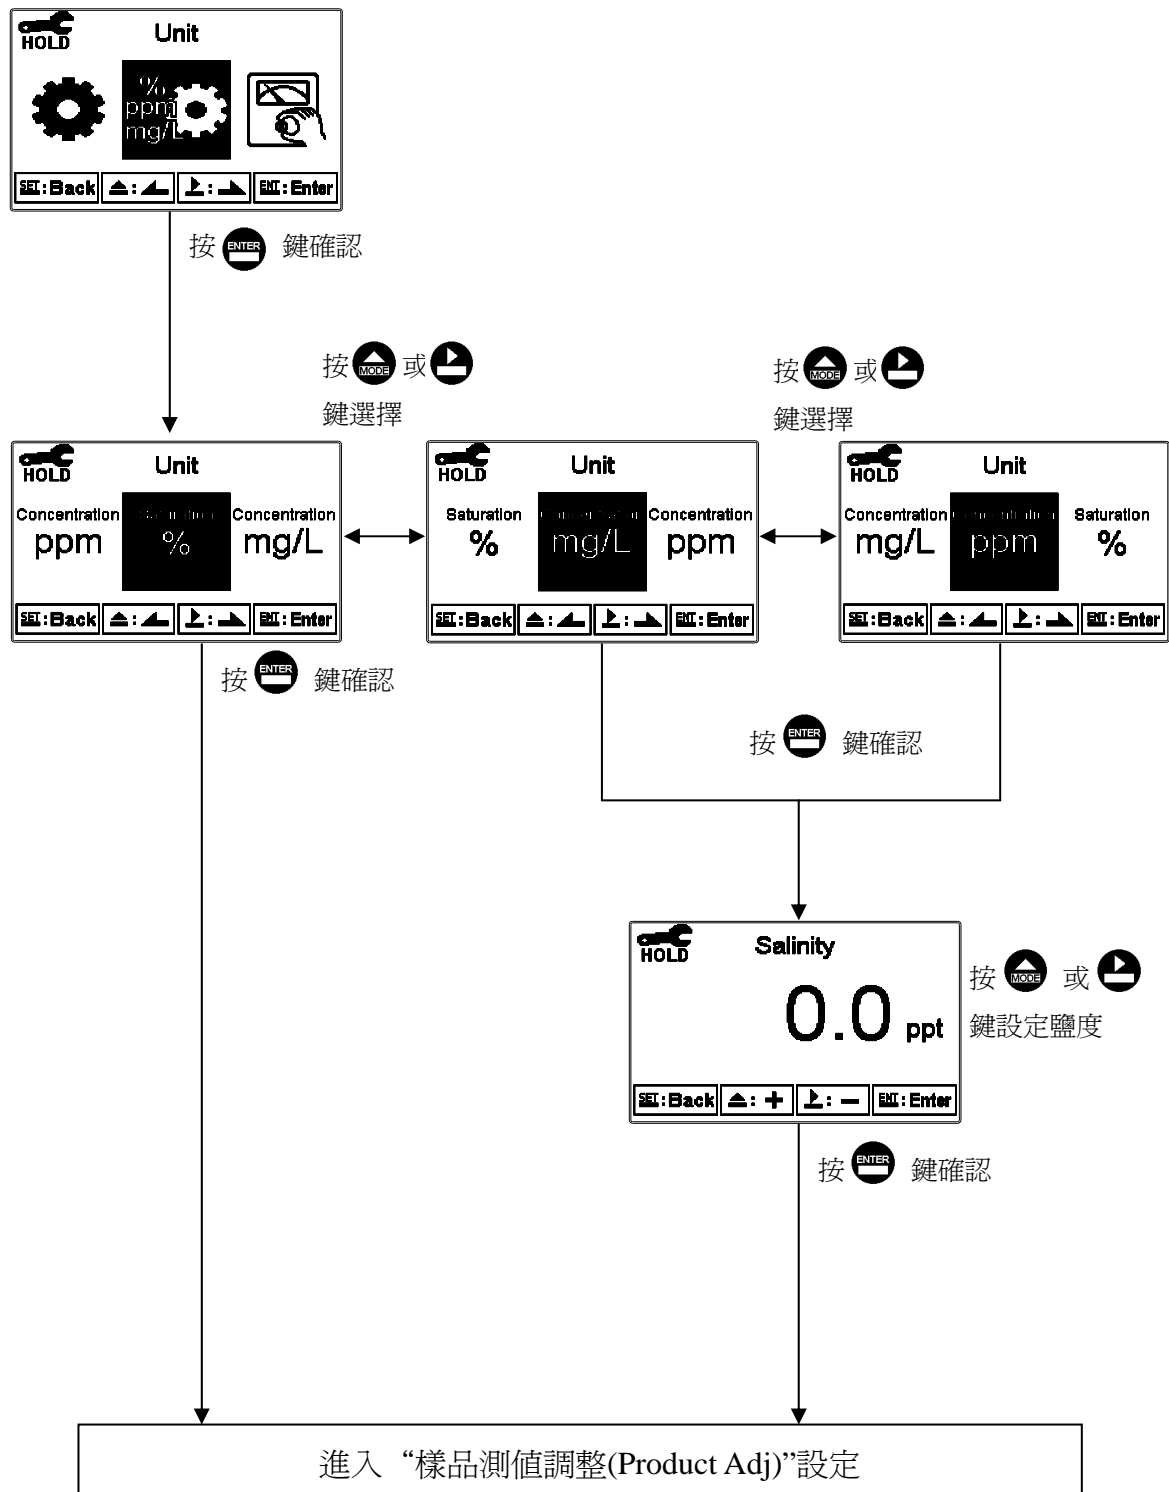 HOLD
Unit
%
ppm
mg/L
SET:Back
:
:
ENT:Enter
按 ENTER 鍵確認
按 MODE 或
鍵選擇
按 MODE 或
鍵選擇
HOLD
Unit
Concentration
ppm
Saturation
%
Concentration
mg/L
SET:Back
:
:
ENT:Enter
HOLD
Unit
Saturation
%
Concentration
mg/L
Concentration
ppm
SET:Back
:
:
ENT:Enter
HOLD
Unit
Concentration
mg/L
Concentration
ppm
Saturation
%
SET:Back
:
:
ENT:Enter
按 ENTER 鍵確認
按 ENTER 鍵確認
HOLD
Salinity
0.0 ppt
SET:Back
: +
: −
ENT:Enter
按 MODE 或
鍵設定鹽度
按 ENTER 鍵確認
進入“樣品測值調整(Product Adj)”設定